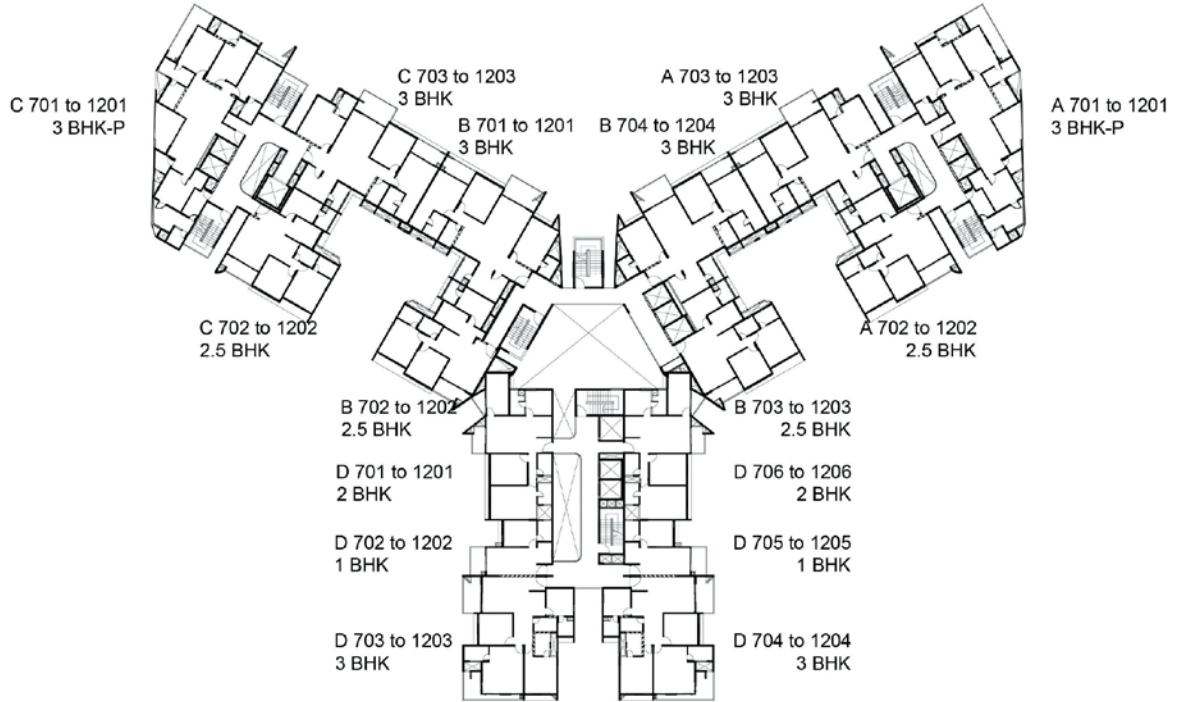 C 703 to 1203
3 BHK
A 703 to 1203
3 BHK
C 701 to 1201
3 BHK-P
A 701 to 1201
3 BHK-P
B 701 to 1201
3 BHK
B 704 to 1204
3 BHK
C 702 to 1202
2.5 BHK
A 702 to 1202
2.5 BHK
B 702 to 1202
2.5 BHK
B 703 to 1203
2.5 BHK
D 701 to 1201
2 BHK
D 706 to 1206
2 BHK
D 702 to 1202
1 BHK
D 705 to 1205
1 BHK
D 703 to 1203
3 BHK
D 704 to 1204
3 BHK